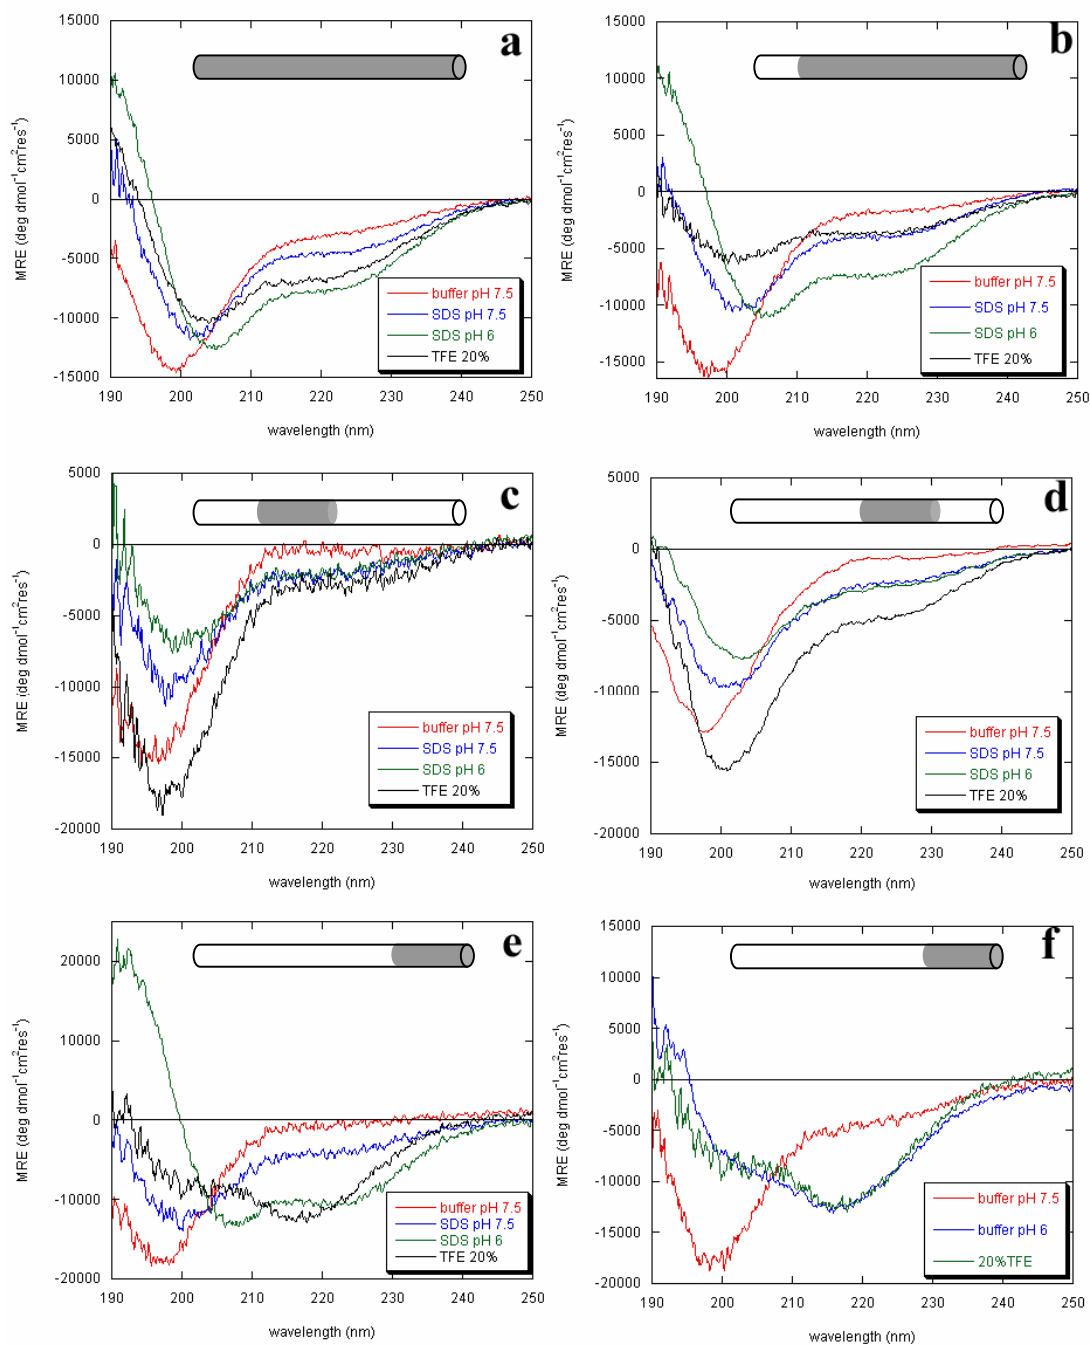 a
15000
10000
5000
0
-5000
-10000
-15000
MRE (deg dmol⁻¹cm²res⁻¹)
buffer pH 7.5
SDS pH 7.5
SDS pH 6
TFE 20%
190 200 210 220 230 240 250
wavelength (nm)
b
15000
10000
5000
0
-5000
-10000
-15000
MRE (deg dmol⁻¹cm²res⁻¹)
buffer pH 7.5
SDS pH 7.5
SDS pH 6
TFE 20%
190 200 210 220 230 240 250
wavelength (nm)
c
5000
0
-5000
-10000
-15000
-20000
MRE (deg dmol⁻¹cm²res⁻¹)
buffer pH 7.5
SDS pH 7.5
SDS pH 6
TFE 20%
190 200 210 220 230 240 250
wavelength (nm)
d
5000
0
-5000
-10000
-15000
-20000
MRE (deg dmol⁻¹cm²res⁻¹)
buffer pH 7.5
SDS pH 7.5
SDS pH 6
TFE 20%
190 200 210 220 230 240 250
wavelength (nm)
e
20000
10000
0
-10000
-20000
MRE (deg dmol⁻¹cm²res⁻¹)
buffer pH 7.5
SDS pH 7.5
SDS pH 6
TFE 20%
190 200 210 220 230 240 250
wavelength (nm)
f
15000
10000
5000
0
-5000
-10000
-15000
-20000
MRE (deg dmol⁻¹cm²res⁻¹)
buffer pH 7.5
buffer pH 6
20%TFE
190 200 210 220 230 240 250
wavelength (nm)